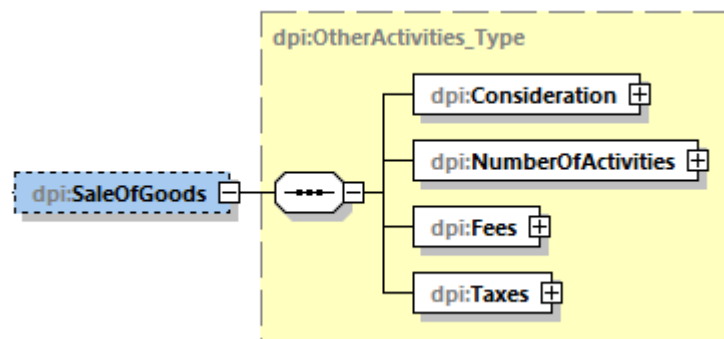 dpi:OtherActivities_Type
dpi:Consideration
dpi:NumberOfActivities
dpi:SaleOfGoods
dpi:Fees
dpi:Taxes